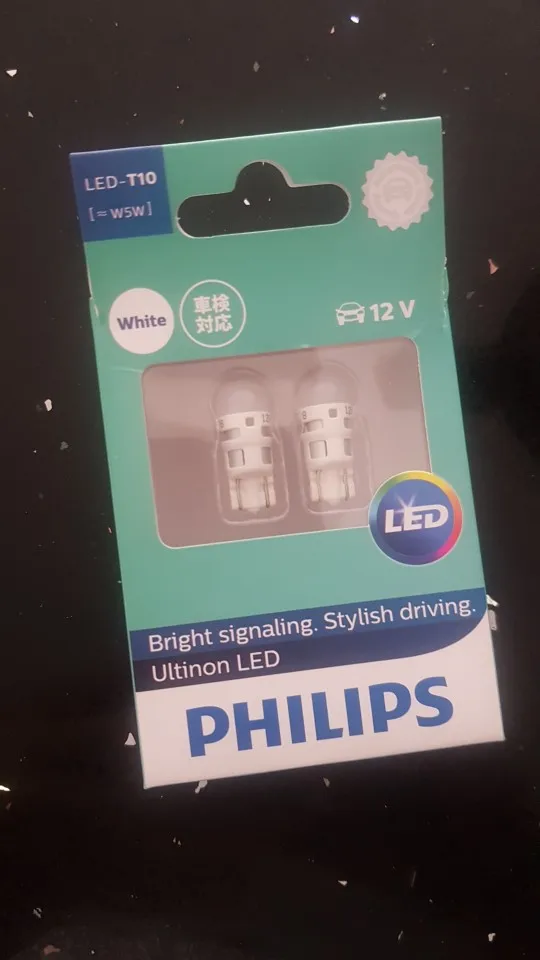 LED-T10
[≈W5W]
White
車検
対応
12 V
LED
Bright signaling. Stylish driving.
Ultinon LED
PHILIPS